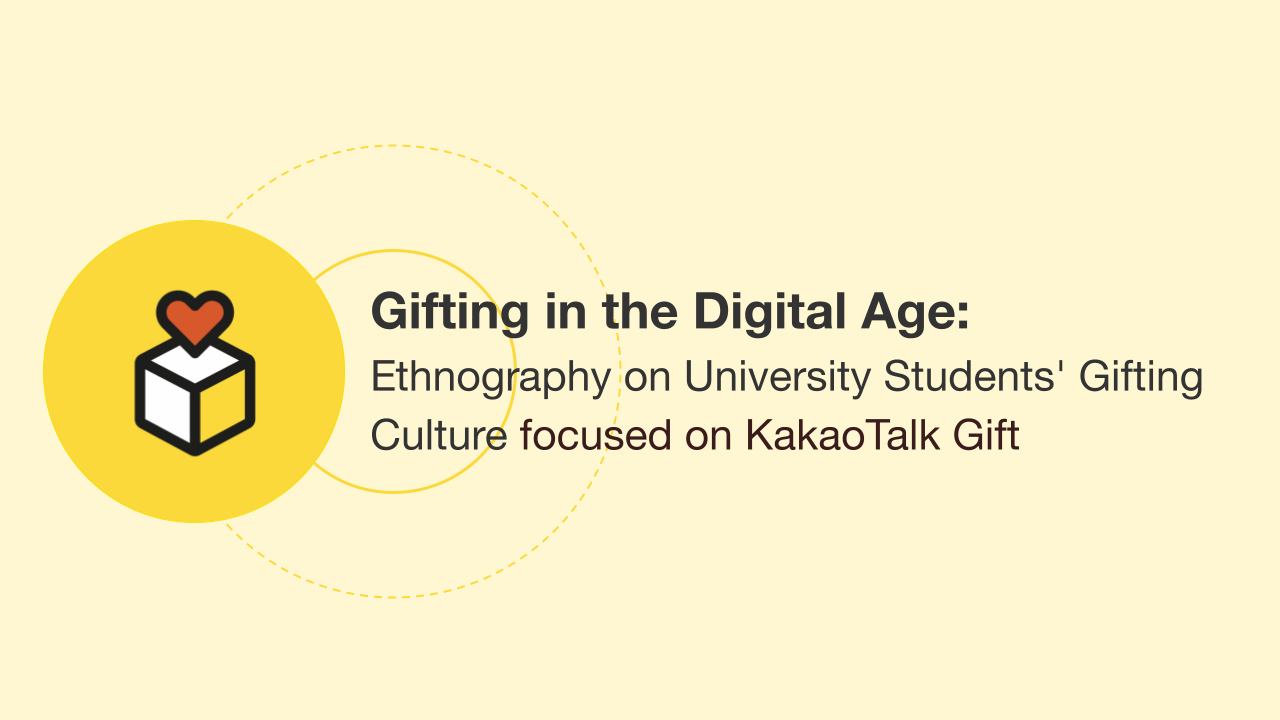 Gifting in the Digital Age:
Ethnography on University Students' Gifting
Culture focused on KakaoTalk Gift